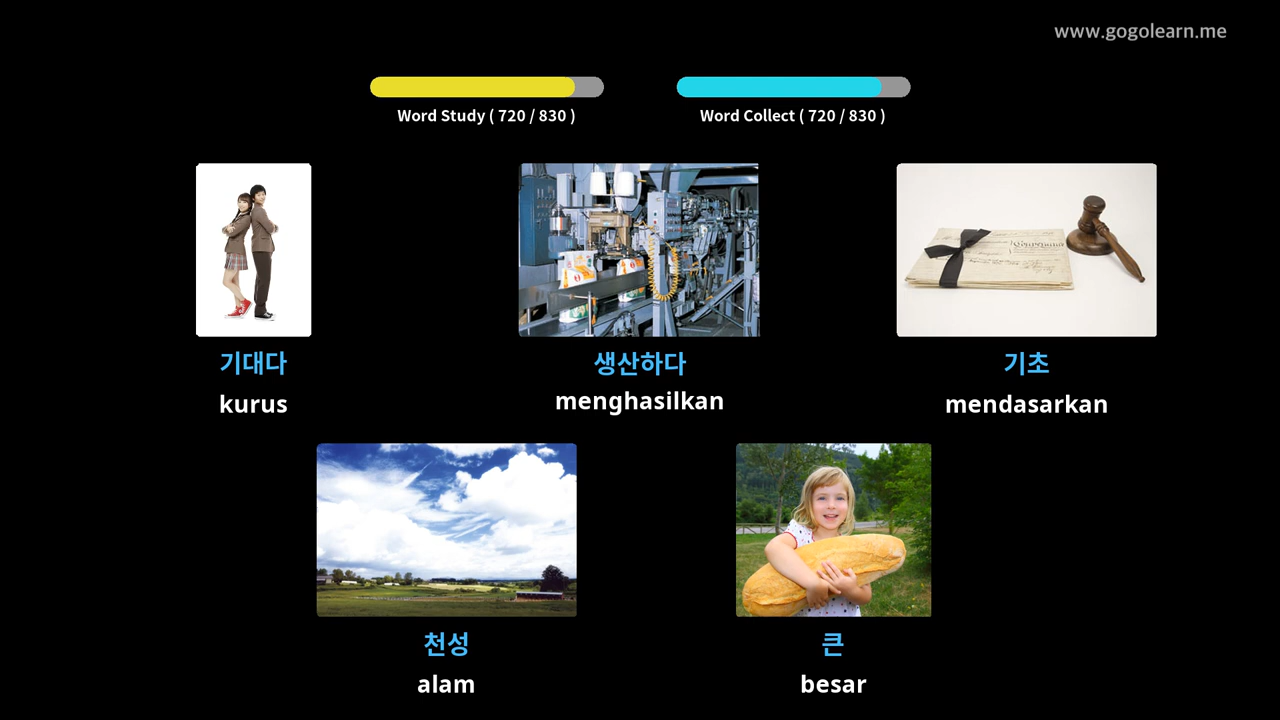 www.gogolearn.me
Word Study ( 720 / 830 )
Word Collect ( 720 / 830 )
기대다
kurus
생산하다
menghasilkan
기초
mendasarkan
천성
alam
큰
besar